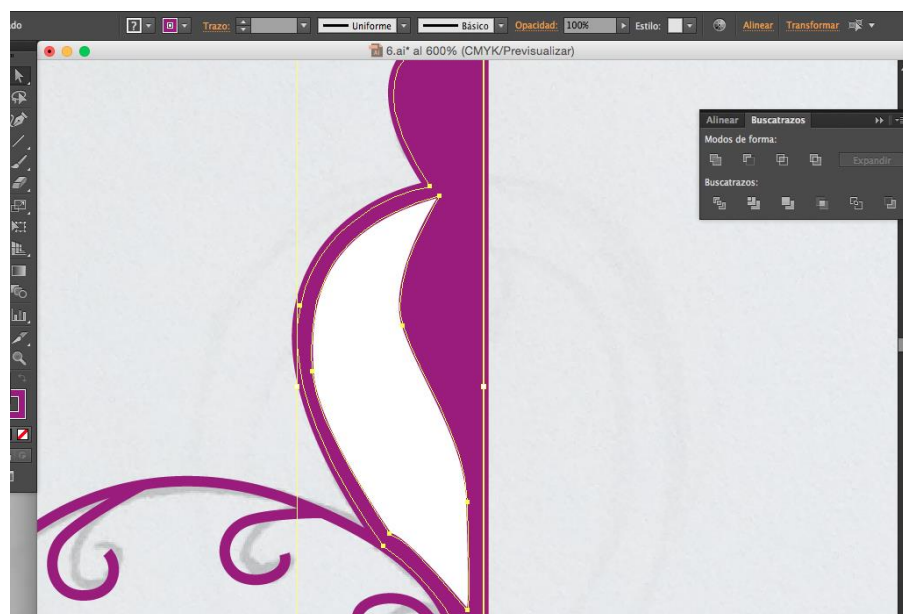 do ? Trazo: Uniforme Básico Opacidad: 100% Estilo: Alinear Transformar
6.ai* al 600% (CMYK/Previsualizar)
Alinear Buscatrazos
Modos de forma:
Expandir
Buscatrazos: